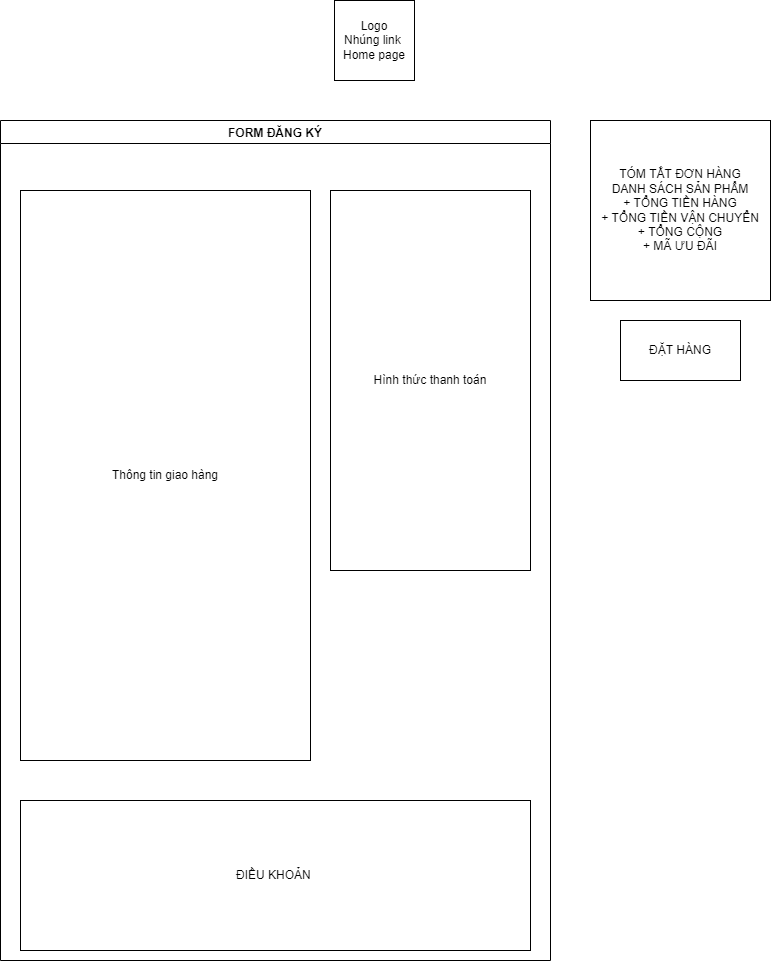 Logo
Nhúng link
Home page
FORM ĐĂNG KÝ
TÓM TẮT ĐƠN HÀNG
DANH SÁCH SẢN PHẨM
+ TỔNG TIỀN HÀNG
+ TỔNG TIỀN VẬN CHUYỂN
+ TỔNG CỘNG
+ MÃ ƯU ĐÃI
ĐẶT HÀNG
Hình thức thanh toán
Thông tin giao hàng
ĐIỀU KHOẢN